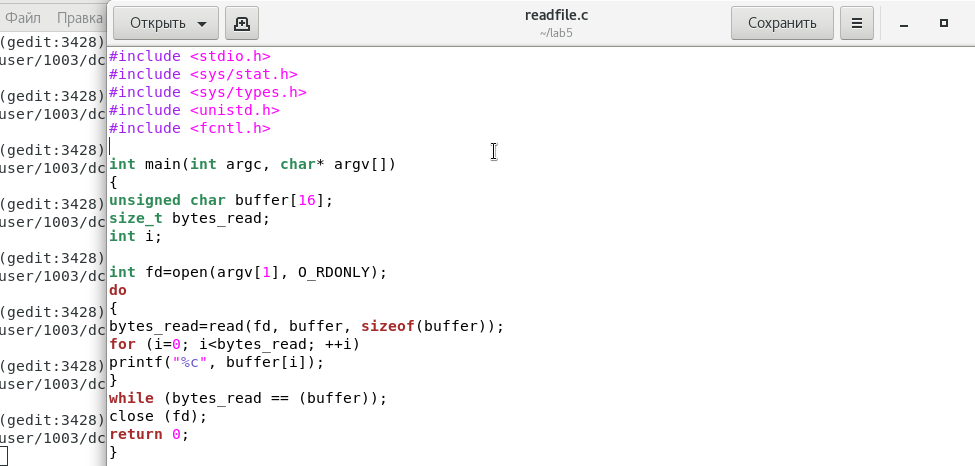 Файл Правка
Открыть
readfile.c
~/lab5
Сохранить
(gedit:3428)
user/1003/dc
(gedit:3428)
user/1003/dc
(gedit:3428)
user/1003/dc
(gedit:3428)
user/1003/dc
(gedit:3428)
user/1003/dc
(gedit:3428)
user/1003/dc
(gedit:3428)
user/1003/dc
(gedit:3428)
user/1003/dc
#include <stdio.h>
#include <sys/stat.h>
#include <sys/types.h>
#include <unistd.h>
#include <fcntl.h>
int main(int argc, char* argv[])
{
unsigned char buffer[16];
size_t bytes_read;
int i;
int fd=open(argv[1], O_RDONLY);
do
{
bytes_read=read(fd, buffer, sizeof(buffer));
for (i=0; i<bytes_read; ++i)
printf("%c", buffer[i]);
}
while (bytes_read == (buffer));
close (fd);
return 0;
}